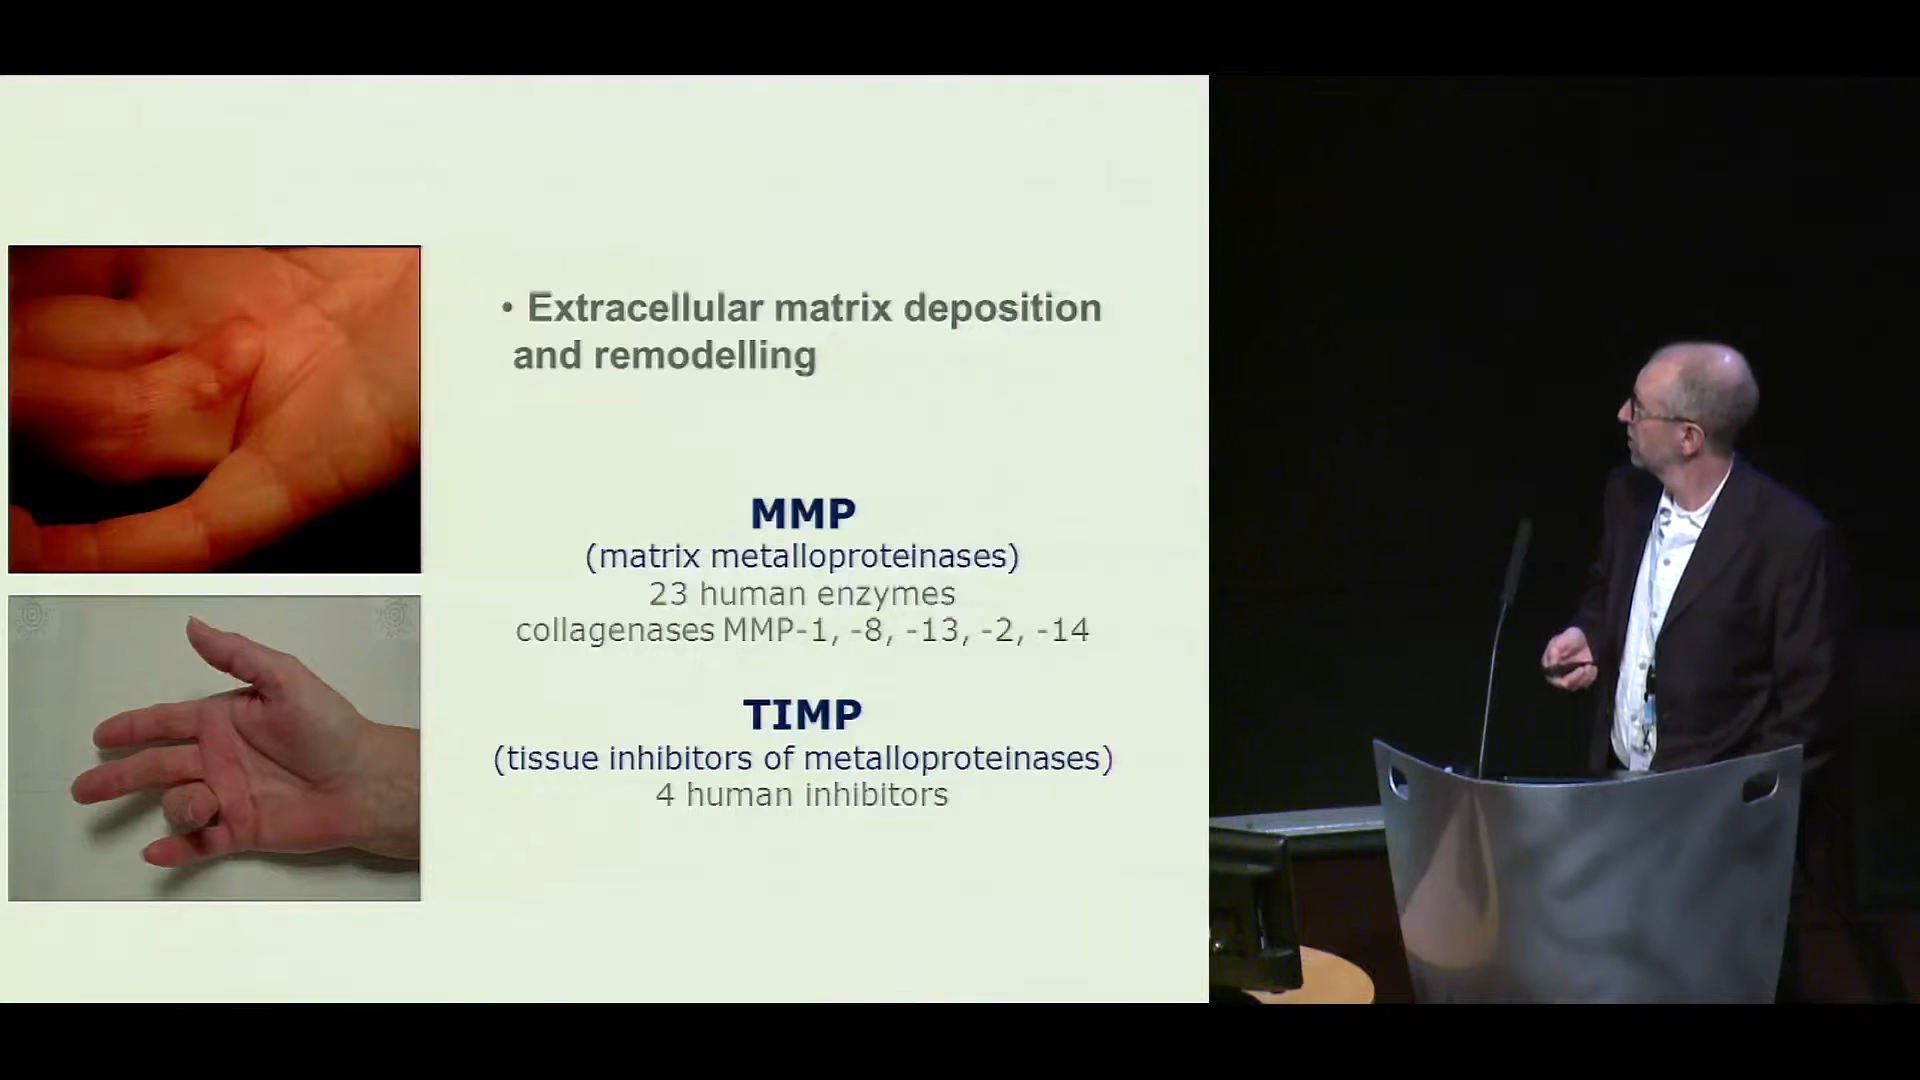 • Extracellular matrix deposition
and remodelling
MMP
(matrix metalloproteinases)
23 human enzymes
collagenases MMP-1, -8, -13, -2, -14
TIMP
(tissue inhibitors of metalloproteinases)
4 human inhibitors